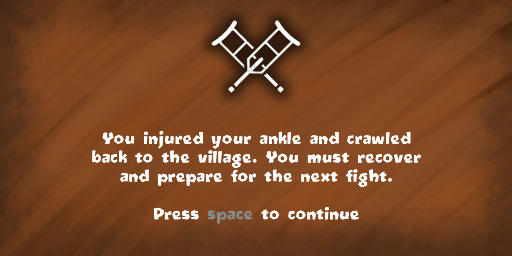 You injured your ankle and crawled
back to the village. You must recover
and prepare for the next fight.
Press space to continue